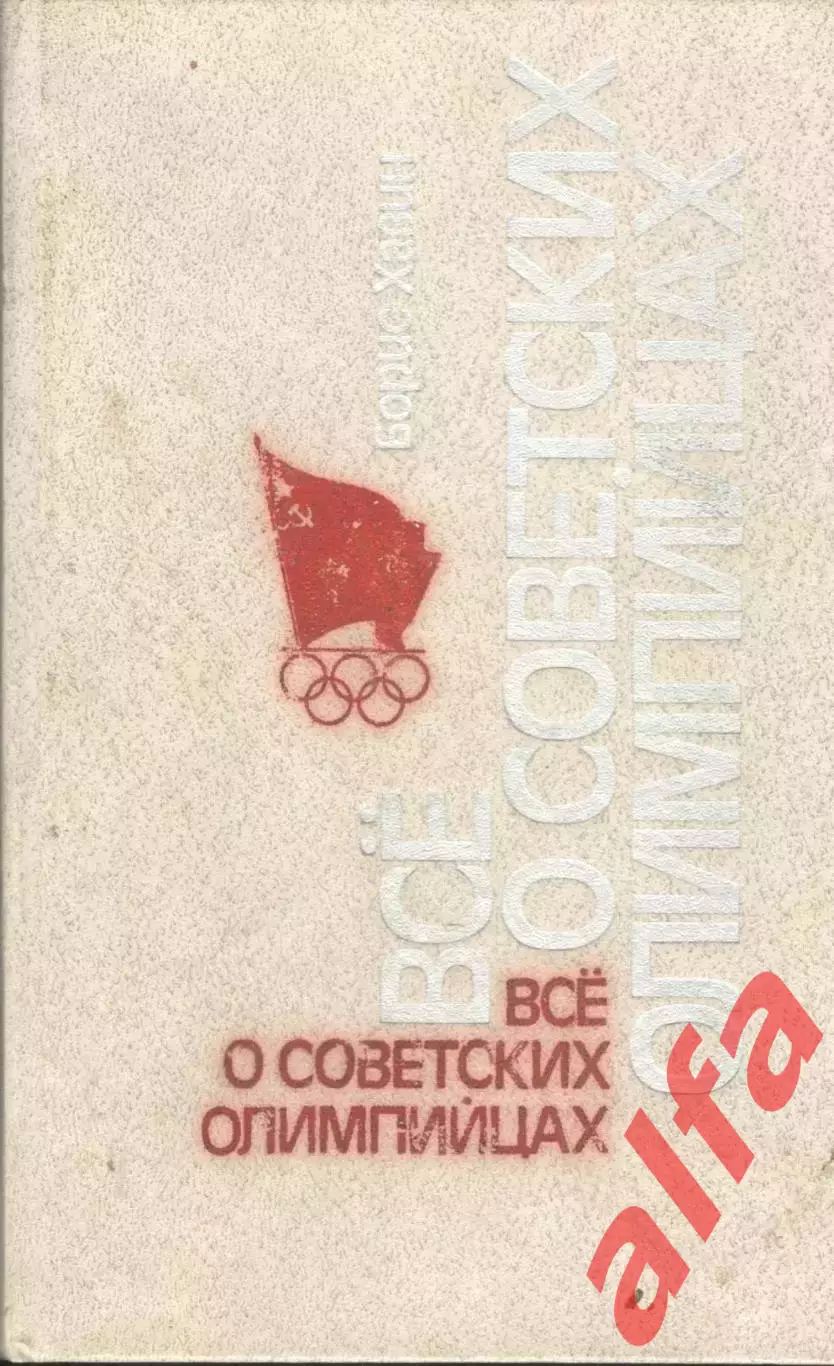 Борис Хавин
ВСЁ
О СОВЕТСКИХ
ОЛИМПИЙЦАХ
ВСЁ
О СОВЕТСКИХ
ОЛИМПИЙЦАХ
alfa